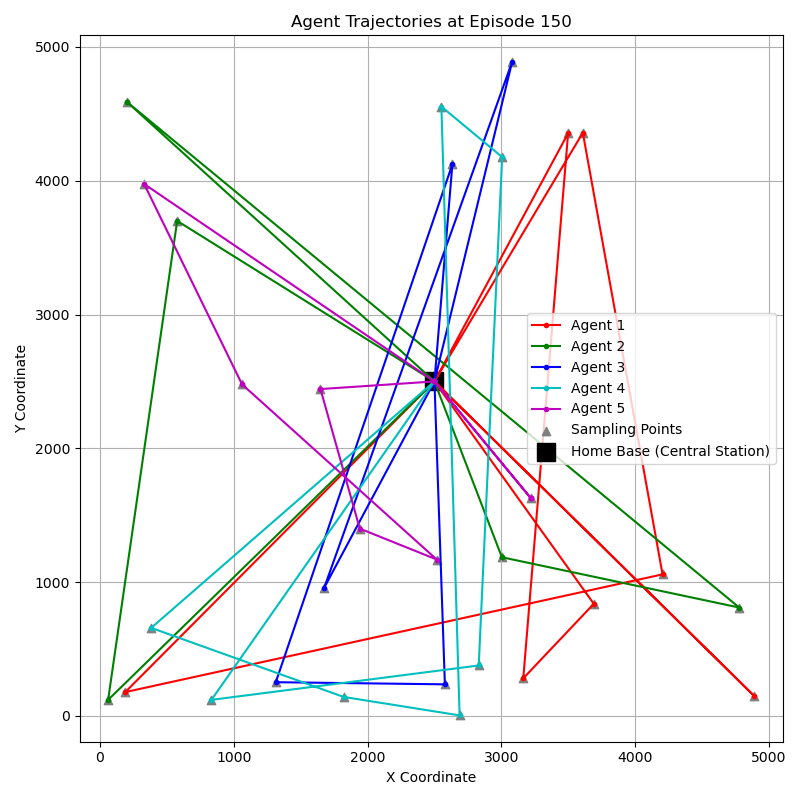 Agent Trajectories at Episode 150
5000
4000
3000
2000
1000
0
Y Coordinate
Agent 1
Agent 2
Agent 3
Agent 4
Agent 5
Sampling Points
Home Base (Central Station)
0 1000 2000 3000 4000 5000
X Coordinate